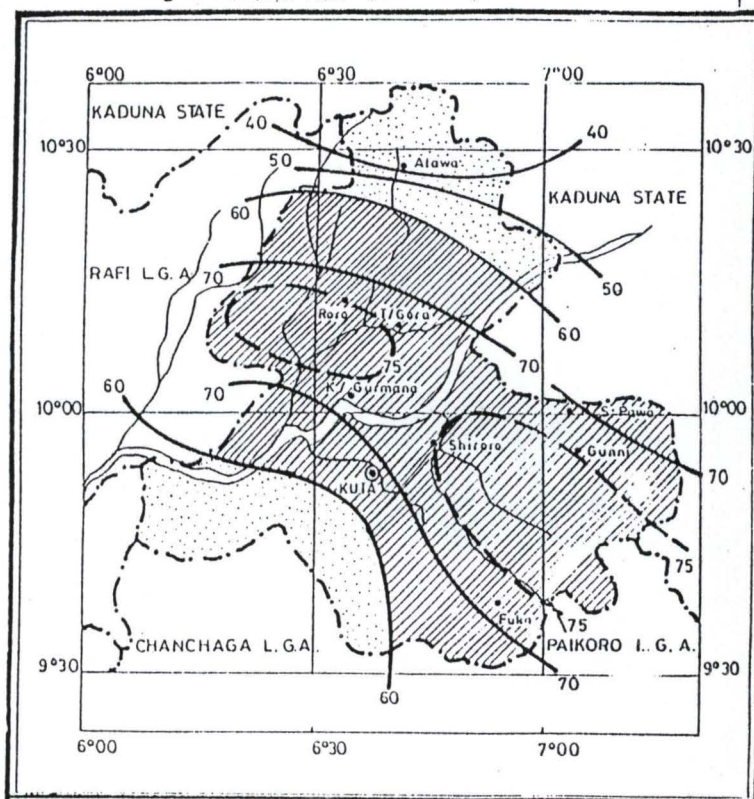 6°00 6°30 7°00
KADUNA STATE
40 40
10°30 10°30
Alawa
50
KADUNA STATE
60
RAFI L.G.A. 70
50
Roro T/Gora
60
75 70
60 70 K/Gurmana
10°00 10°00
S-Pawa
Shiroro Gunni
KUTA 70
75
Fuka 75
CHANCHAGA L.G.A. PAIKORO L.G.A.
9°30 9°30
60 70
6°00 6°30 7°00